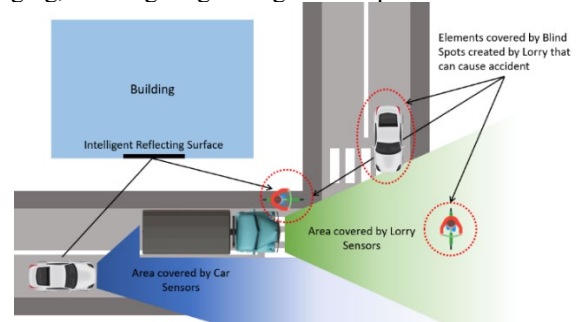 Elements covered by Blind
Spots created by Lorry that
can cause accident
Building
Intelligent Reflecting Surface
Area covered by Lorry
Sensors
Area covered by Car
Sensors